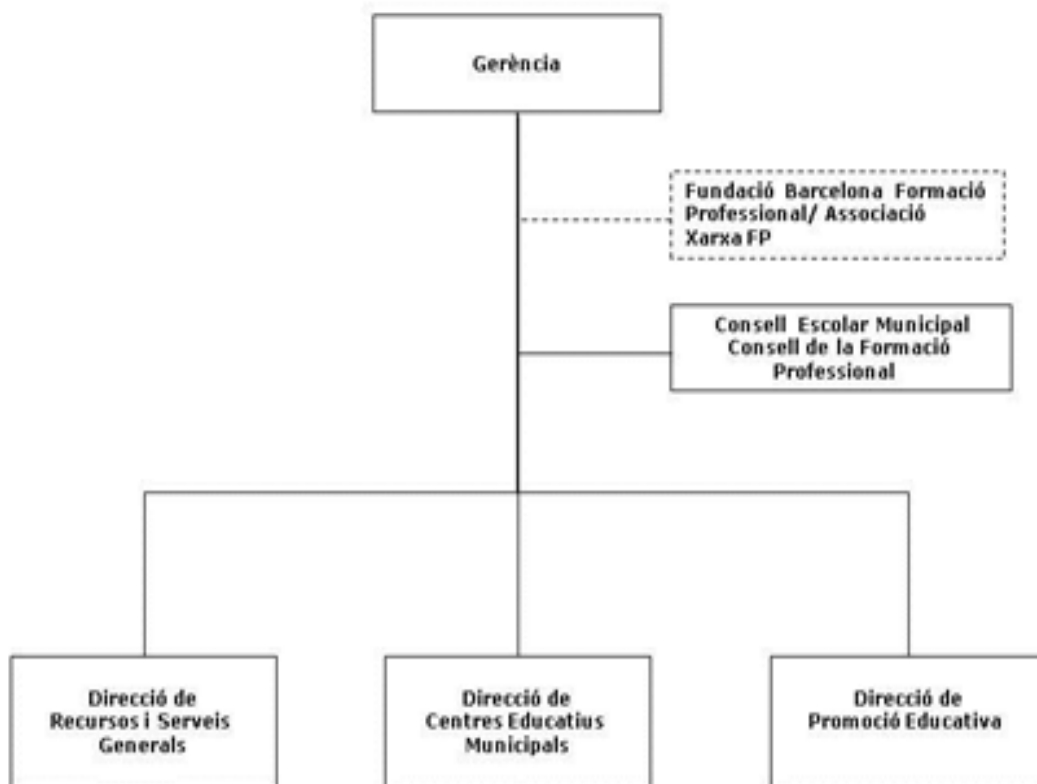 Gerència
Fundació Barcelona Formació
Professional/ Associació
Xarxa FP
Consell Escolar Municipal
Consell de la Formació
Professional
Direcció de
Recursos i Serveis
Generals
Direcció de
Centres Educatius
Municipals
Direcció de
Promoció Educativa